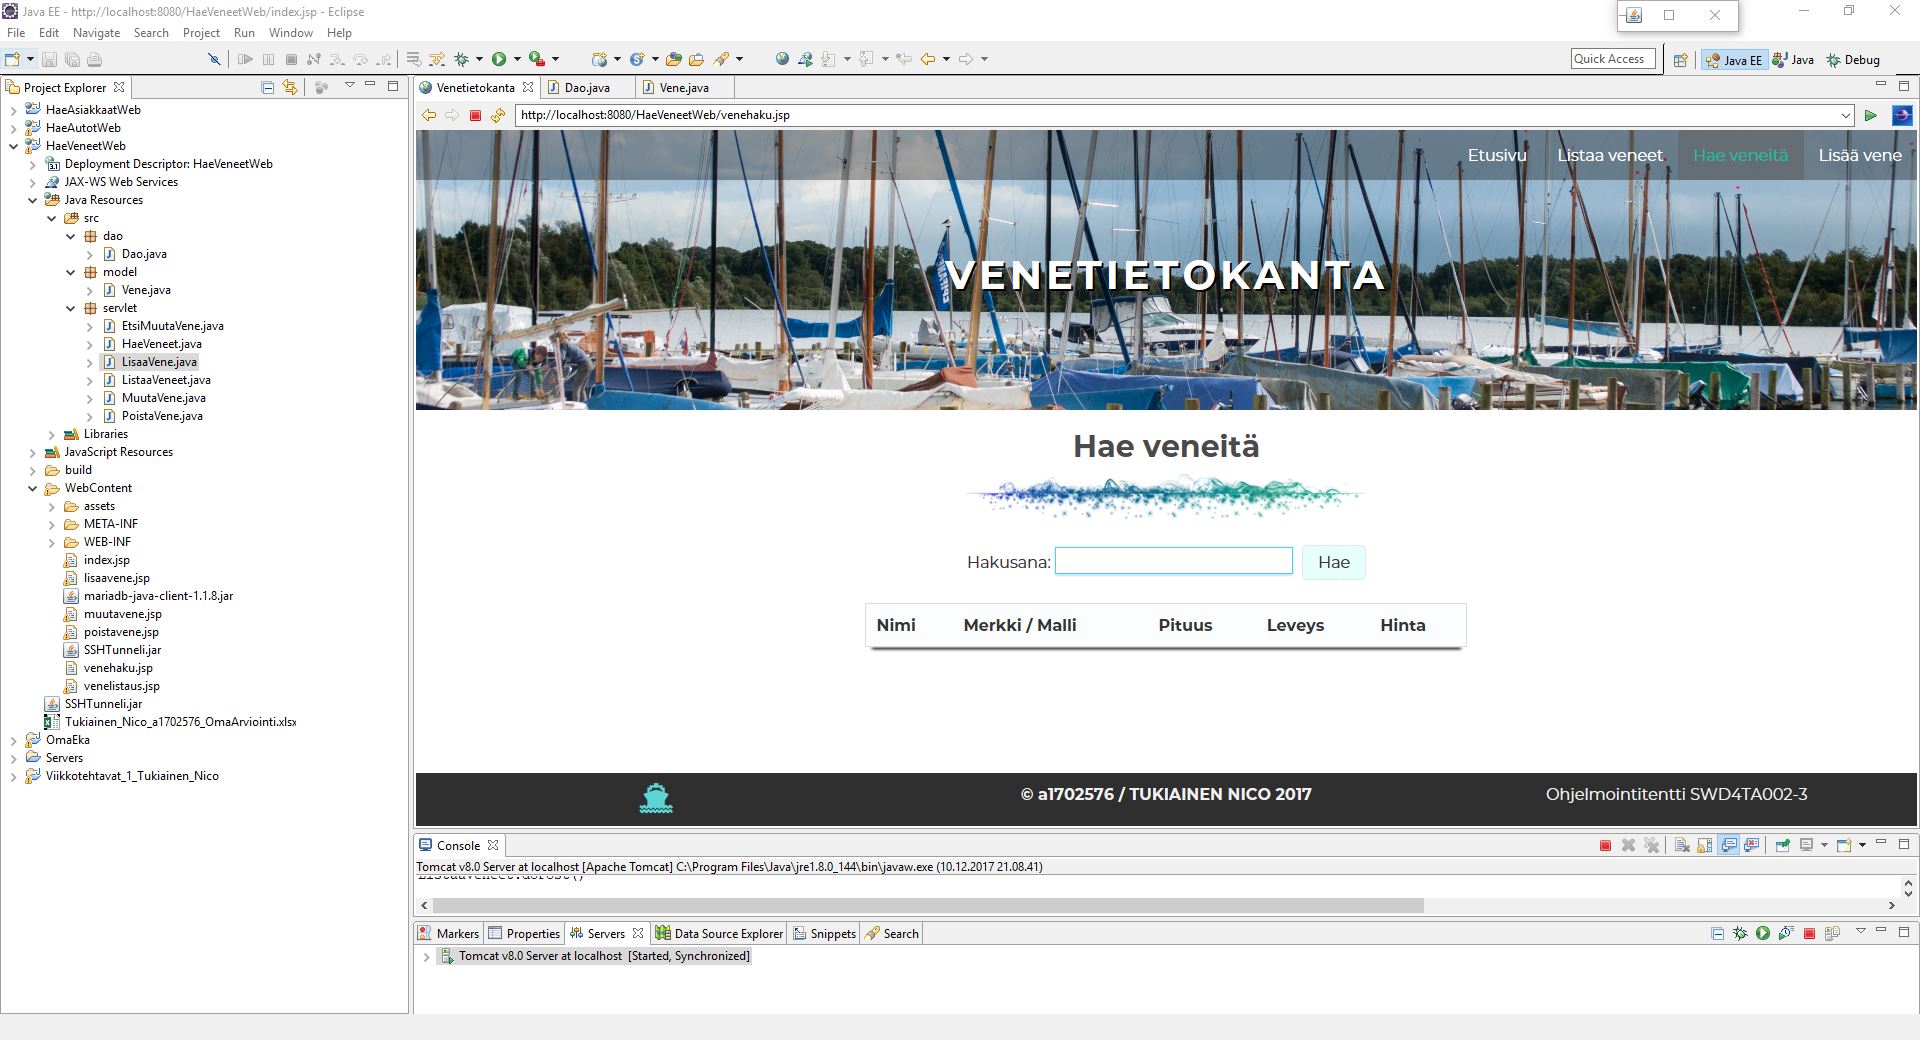 Java EE - http://localhost:8080/HaeVeneetWeb/index.jsp - Eclipse
File Edit Navigate Search Project Run Window Help
Quick Access Java EE Java Debug
Project Explorer
HaeAsiakkaatWeb
HaeAutotWeb
HaeVeneetWeb
Deployment Descriptor: HaeVeneetWeb
JAX-WS Web Services
Java Resources
src
dao
Dao.java
model
Vene.java
servlet
EtsiMuutaVene.java
HaeVeneet.java
LisaaVene.java
ListaaVeneet.java
MuutaVene.java
PoistaVene.java
Libraries
JavaScript Resources
build
WebContent
assets
META-INF
WEB-INF
index.jsp
lisaavene.jsp
mariadb-java-client-1.1.8.jar
muutavene.jsp
poistavene.jsp
SSHTunneli.jar
venehaku.jsp
venelistaus.jsp
SSHTunneli.jar
Tukiainen_Nico_a1702576_OmaArviointi.xlsx
OmaEka
Servers
Viikkotehtavat_1_Tukiainen_Nico
Venetietokanta Dao.java Vene.java
http://localhost:8080/HaeVeneetWeb/venehaku.jsp
Etusivu Listaa veneet Hae veneitä Lisää vene
VENETIETOKANTA
Hae veneitä
Hakusana: Hae
Nimi Merkki / Malli Pituus Leveys Hinta
© a1702576 / TUKIAINEN NICO 2017 Ohjelmointitentti SWD4TA002-3
Console
Tomcat v8.0 Server at localhost [Apache Tomcat] C:\Program Files\Java\jre1.8.0_144\bin\javaw.exe (10.12.2017 21.08.41)
Markers Properties Servers Data Source Explorer Snippets Search
Tomcat v8.0 Server at localhost [Started, Synchronized]